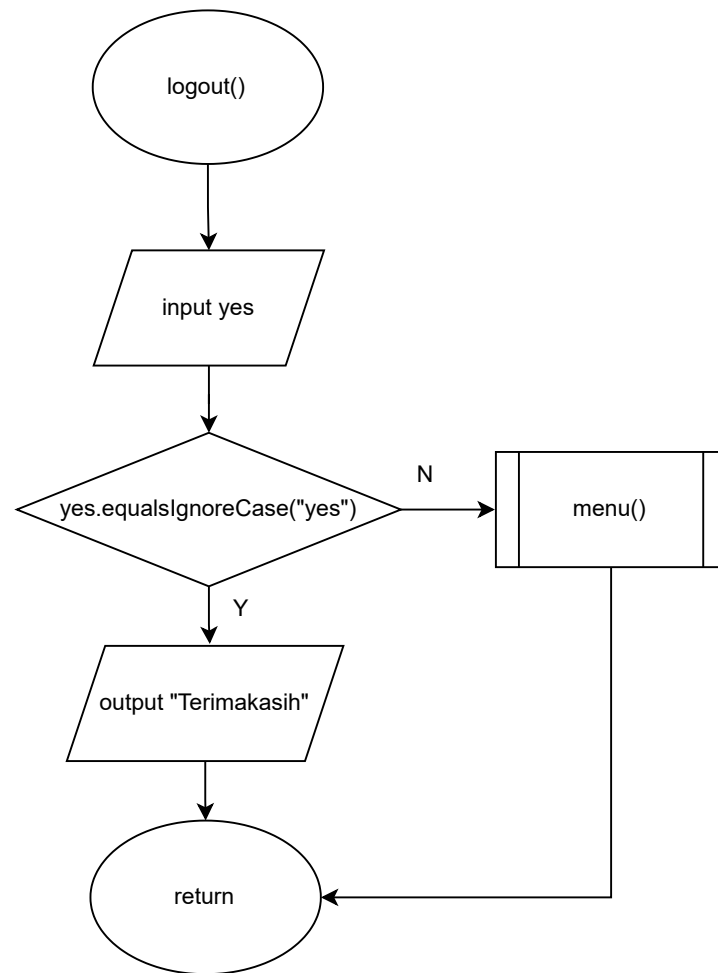 logout()
input yes
yes.equalsIgnoreCase("yes")
N
menu()
Y
output "Terimakasih"
return